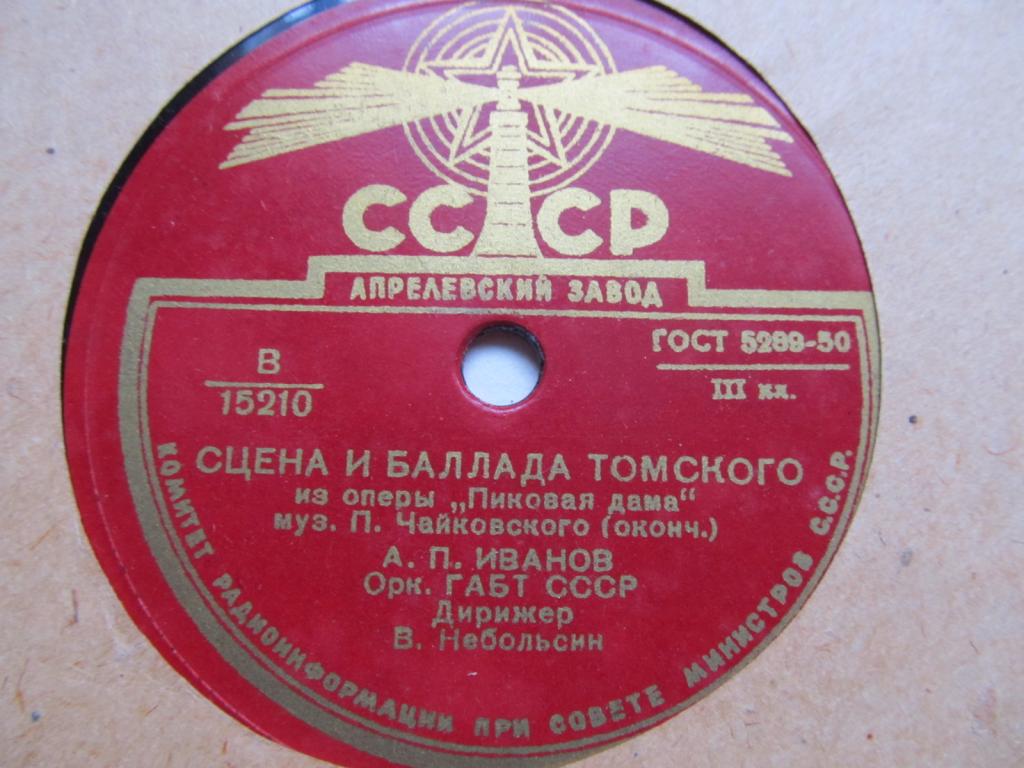 СССР
АПРЕЛЕВСКИЙ ЗАВОД
В
15210
ГОСТ 5289-50
III кл.
СЦЕНА И БАЛЛАДА ТОМСКОГО
из оперы „Пиковая дама“
муз. П. Чайковского (оконч.)
А. П. ИВАНОВ
Орк. ГАБТ СССР
Дирижер
В. Небольсин
КОМИТЕТ РАДИОИНФОРМАЦИИ ПРИ СОВЕТЕ МИНИСТРОВ С.С.С.Р.